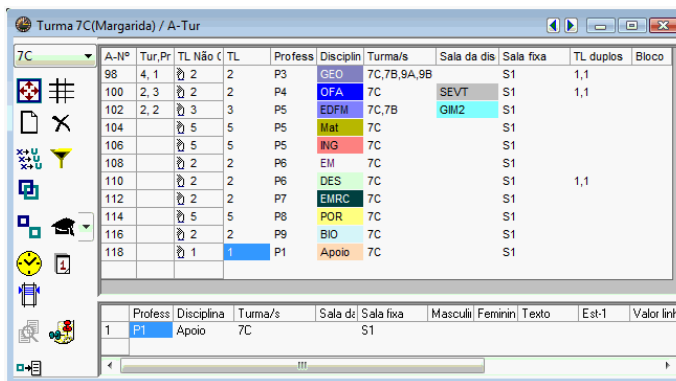 Turma 7C(Margarida) / A-Tur
7C
A-Nº Tur,Pr TL Não ( TL Profess Disciplin Turma/s Sala da dis Sala fixa TL duplos Bloco
98 4, 1 2 2 P3 GEO 7C,7B,9A,9B S1 1,1
100 2, 3 2 2 P4 OFA 7C SEVT S1 1,1
102 2, 2 3 3 P5 EDFM 7C,7B GIM2 S1
104 5 5 P5 Mat 7C S1
106 5 5 P5 ING 7C S1
108 2 2 P6 EM 7C S1
110 2 2 P6 DES 7C S1 1,1
112 2 2 P7 EMRC 7C S1
114 5 5 P8 POR 7C S1
116 2 2 P9 BIO 7C S1
118 1 1 P1 Apoio 7C S1
Profess Disciplina Turma/s Sala da Sala fixa Masculi Feminin Texto Est-1 Valor linh
1 P1 Apoio 7C S1